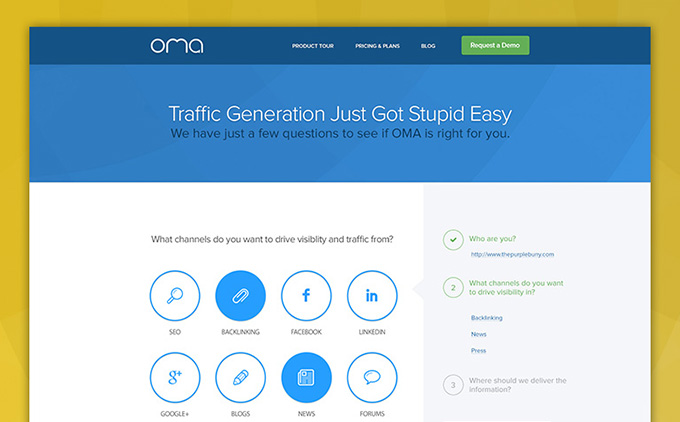 oma
PRODUCT TOUR
PRICING & PLANS
BLOG
Request a Demo
Traffic Generation Just Got Stupid Easy
We have just a few questions to see if OMA is right for you.
What channels do you want to drive visiblity and traffic from?
SEO
BACKLINKING
FACEBOOK
LINKEDIN
GOOGLE+
BLOGS
NEWS
FORUMS
Who are you?
http://www.thepurplebuny.com
2
What channels do you want
to drive visibility in?
Backlinking
News
Press
3
Where should we deliver the
information?